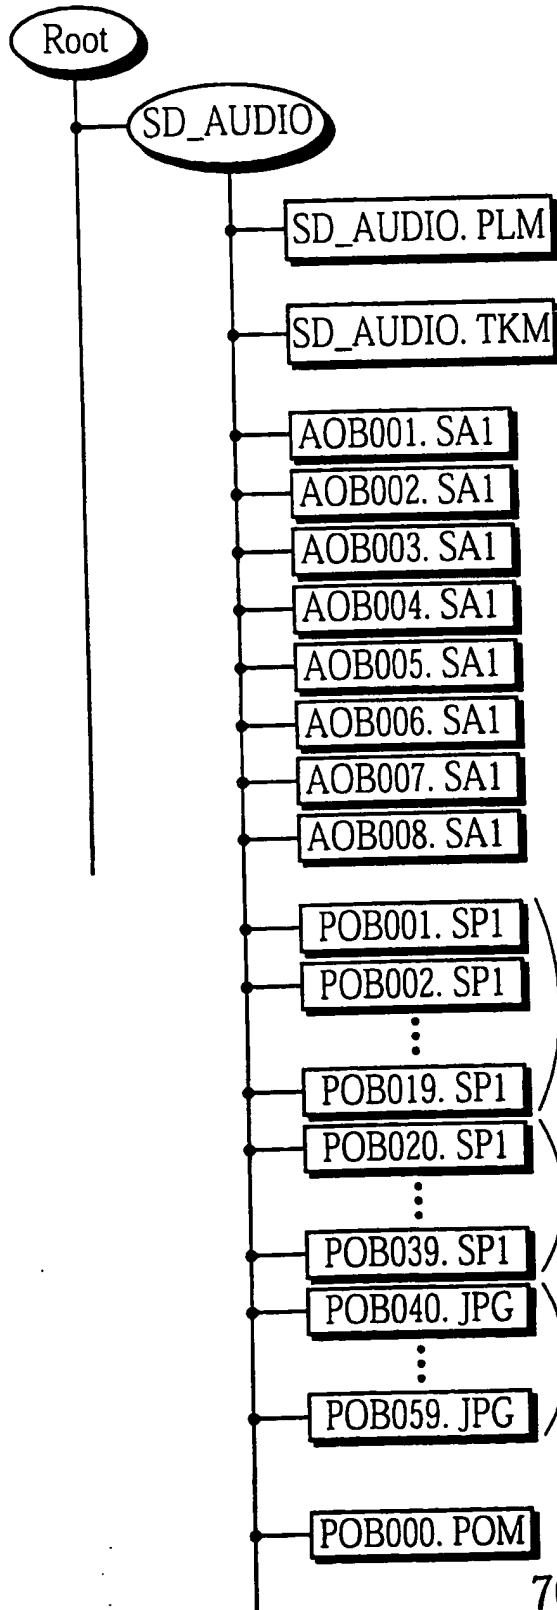 Root
SD_AUDIO
SD_AUDIO. PLM
SD_AUDIO. TKM
AOB001. SA1
AOB002. SA1
AOB003. SA1
AOB004. SA1
AOB005. SA1
AOB006. SA1
AOB007. SA1
AOB008. SA1
POB001. SP1
POB002. SP1
POB019. SP1
POB020. SP1
POB039. SP1
POB040. JPG
POB059. JPG
POB000. POM